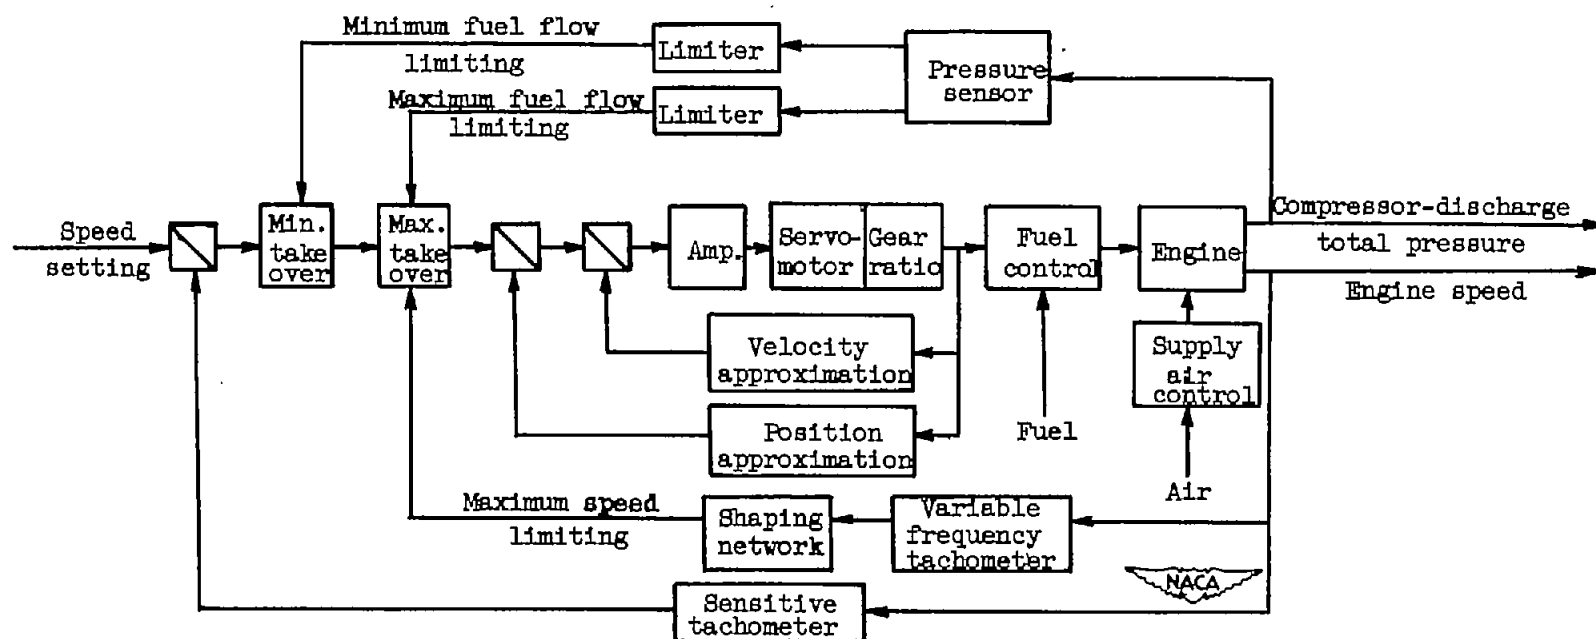 Minimum fuel flow
limiting
Limiter
Pressure
sensor
Maximum fuel flow
limiting
Limiter
Speed
setting
Min.
take
over
Max.
take
over
Amp.
Servo-
motor
Gear
ratio
Fuel
control
Engine
Compressor-discharge
total pressure
Engine speed
Velocity
approximation
Supply
air
control
Position
approximation
Fuel
Air
Maximum speed
limiting
Shaping
network
Variable
frequency
tachometer
NACA
Sensitive
tachometer